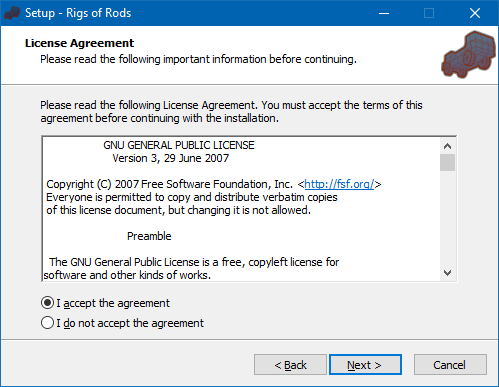 Setup - Rigs of Rods
License Agreement
Please read the following important information before continuing.
Please read the following License Agreement. You must accept the terms of this
agreement before continuing with the installation.
GNU GENERAL PUBLIC LICENSE
Version 3, 29 June 2007
Copyright (C) 2007 Free Software Foundation, Inc. <http://fsf.org/>
Everyone is permitted to copy and distribute verbatim copies
of this license document, but changing it is not allowed.
Preamble
The GNU General Public License is a free, copyleft license for
software and other kinds of works.
I accept the agreement
I do not accept the agreement
< Back
Next >
Cancel